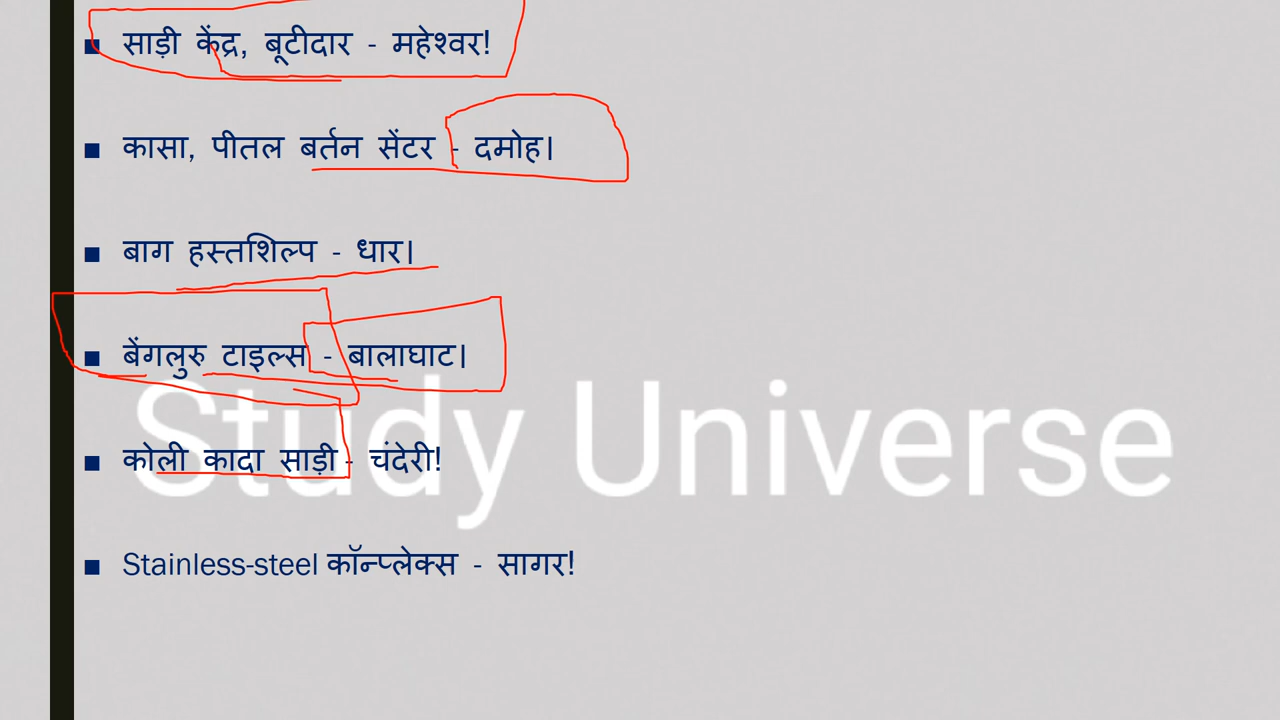 ■ साड़ी केंद्र, बूटीदार - महेश्वर!
■ कासा, पीतल बर्तन सेंटर - दमोह।
■ बाग हस्तशिल्प - धार।
■ बेंगलुरु टाइल्स - बालाघाट।
Study Universe
■ कोली कादा साड़ी - चंदेरी!
■ Stainless-steel कॉम्प्लेक्स - सागर!